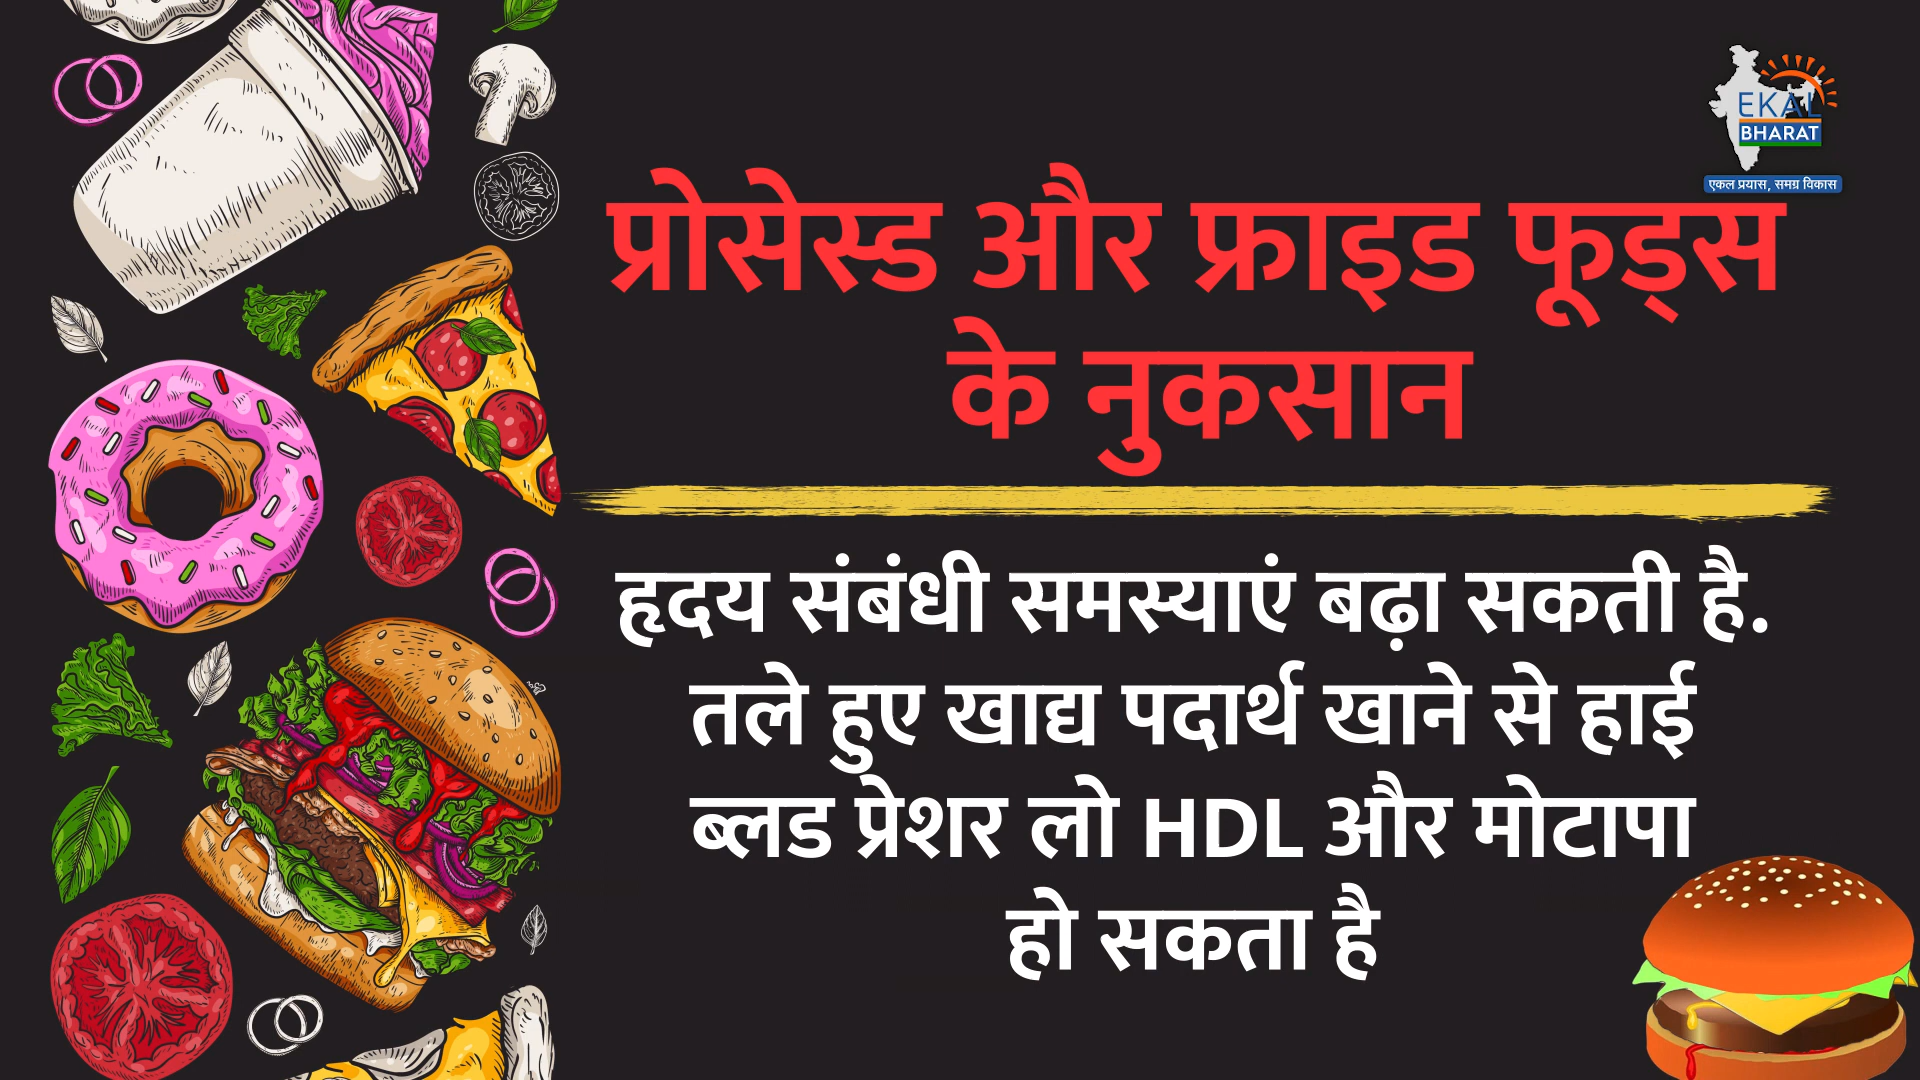 EKAL
BHARAT
एकल प्रयास, समग्र विकास
प्रोसेस्ड और फ्राइड फूड्स
के नुकसान
हृदय संबंधी समस्याएं बढ़ा सकती है.
तले हुए खाद्य पदार्थ खाने से हाई
ब्लड प्रेशर लो HDL और मोटापा
हो सकता है